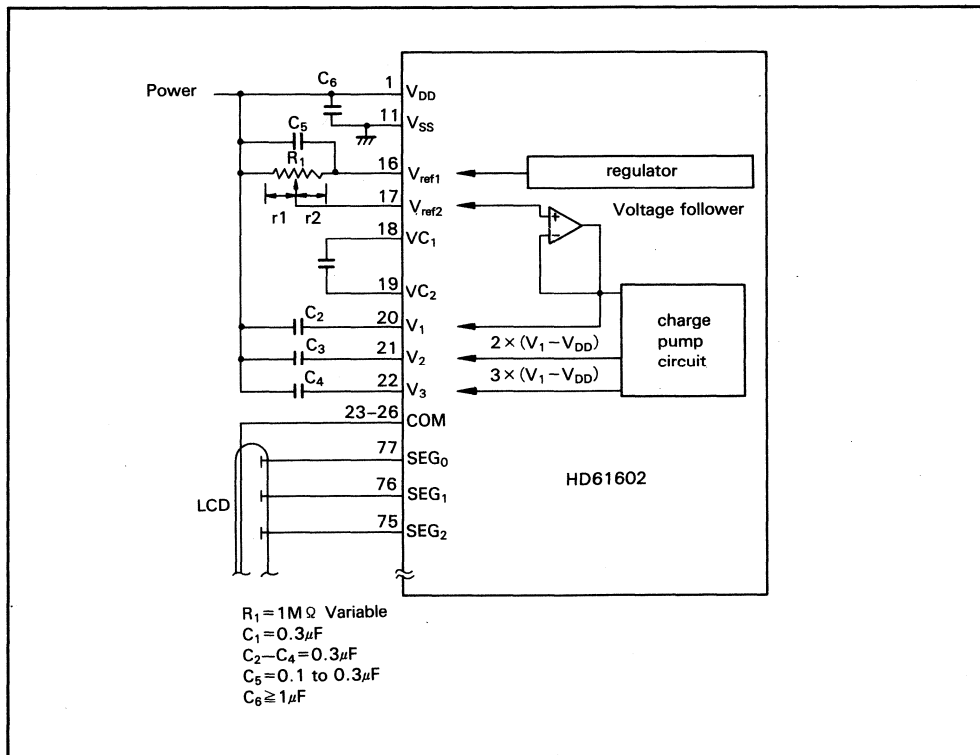 Power
C6
1 VDD
11 VSS
C5
R1
16 Vref1
regulator
r1 r2
17 Vref2
Voltage follower
+
−
18 VC1
19 VC2
C2
20 V1
2×(V1−VDD)
C3
21 V2
3×(V1−VDD)
C4
22 V3
charge
pump
circuit
23−26 COM
77 SEG0
LCD
76 SEG1
HD61602
75 SEG2
R1=1MΩ Variable
C1=0.3μF
C2−C4=0.3μF
C5=0.1 to 0.3μF
C6≧1μF